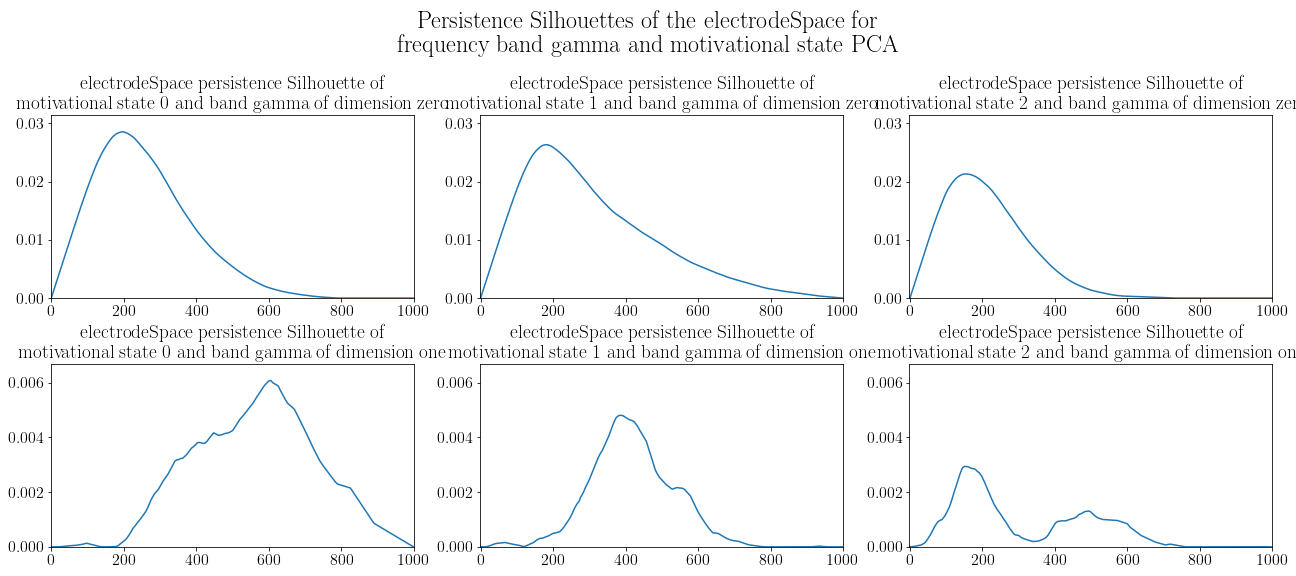 Persistence Silhouettes of the electrodeSpace for
frequency band gamma and motivational state PCA
electrodeSpace persistence Silhouette of
motivational state 0 and band gamma of dimension zero
electrodeSpace persistence Silhouette of
motivational state 1 and band gamma of dimension zero
electrodeSpace persistence Silhouette of
motivational state 2 and band gamma of dimension zer
0.03
0.02
0.01
0.00
0 200 400 600 800 1000
0.03
0.02
0.01
0.00
0 200 400 600 800 1000
0.03
0.02
0.01
0.00
0 200 400 600 800 1000
electrodeSpace persistence Silhouette of
motivational state 0 and band gamma of dimension one
electrodeSpace persistence Silhouette of
motivational state 1 and band gamma of dimension one
electrodeSpace persistence Silhouette of
motivational state 2 and band gamma of dimension on
0.006
0.004
0.002
0.000
0 200 400 600 800 1000
0.006
0.004
0.002
0.000
0 200 400 600 800 1000
0.006
0.004
0.002
0.000
0 200 400 600 800 1000